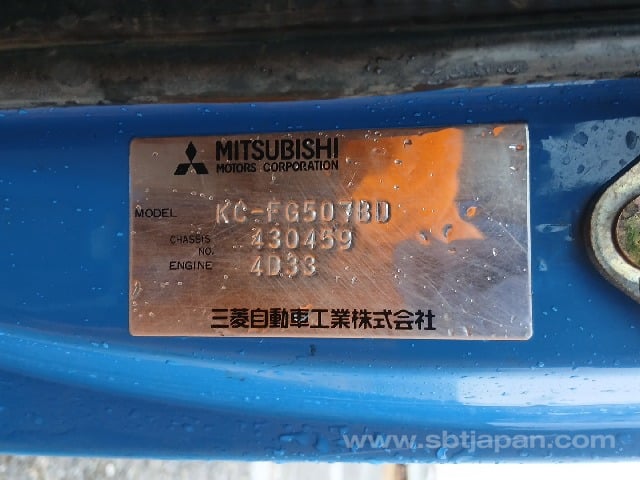 MITSUBISHI
MOTORS CORPORATION
MODEL KC-FG507BD
CHASSIS NO. 430459
ENGINE 4D33
三菱自動車工業株式会社
www.sbtjapan.com